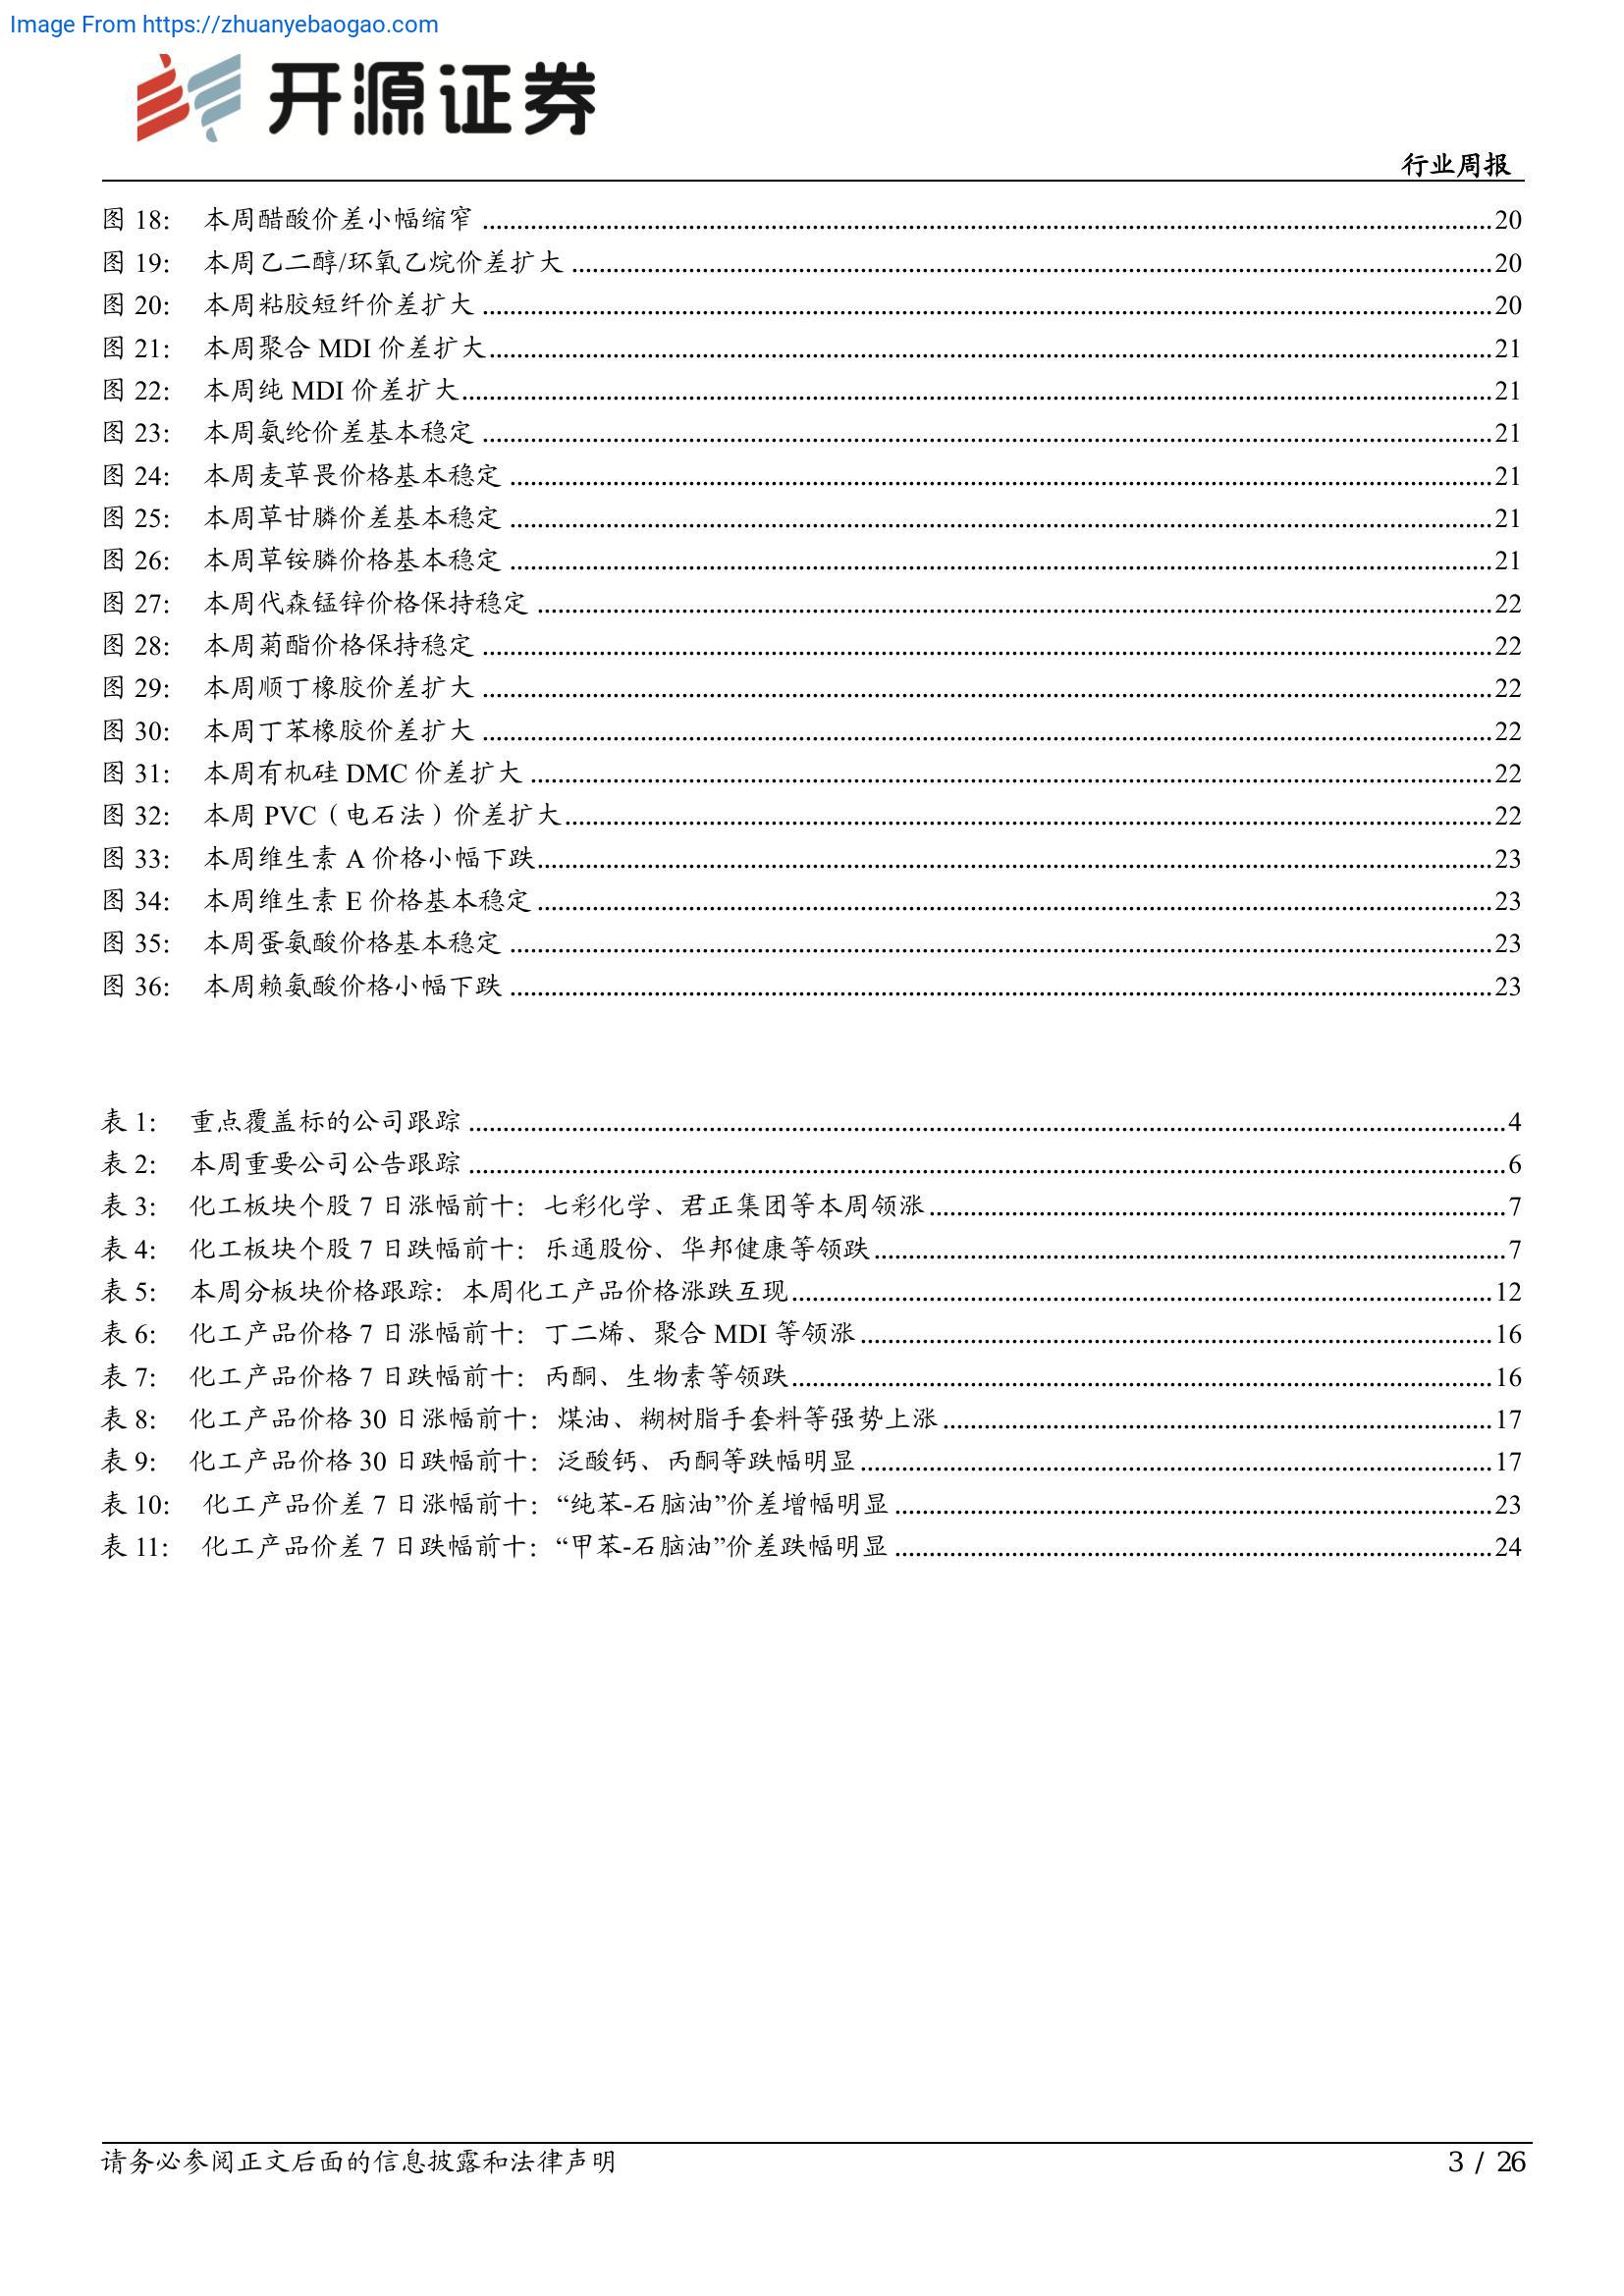 Image From https://zhuanyebaogao.com
开源证券
行业周报
图 18： 本周醋酸价差小幅缩窄 ........ 20
图 19： 本周乙二醇/环氧乙烷价差扩大 ........ 20
图 20： 本周粘胶短纤价差扩大 ........ 20
图 21： 本周聚合 MDI 价差扩大 ........ 21
图 22： 本周纯 MDI 价差扩大 ........ 21
图 23： 本周氨纶价差基本稳定 ........ 21
图 24： 本周麦草畏价格基本稳定 ........ 21
图 25： 本周草甘膦价差基本稳定 ........ 21
图 26： 本周草铵膦价格基本稳定 ........ 21
图 27： 本周代森锰锌价格保持稳定 ........ 22
图 28： 本周菊酯价格保持稳定 ........ 22
图 29： 本周顺丁橡胶价差扩大 ........ 22
图 30： 本周丁苯橡胶价差扩大 ........ 22
图 31： 本周有机硅 DMC 价差扩大 ........ 22
图 32： 本周 PVC（电石法）价差扩大 ........ 22
图 33： 本周维生素 A 价格小幅下跌 ........ 23
图 34： 本周维生素 E 价格基本稳定 ........ 23
图 35： 本周蛋氨酸价格基本稳定 ........ 23
图 36： 本周赖氨酸价格小幅下跌 ........ 23
表 1： 重点覆盖标的公司跟踪 ........ 4
表 2： 本周重要公司公告跟踪 ........ 6
表 3： 化工板块个股 7 日涨幅前十：七彩化学、君正集团等本周领涨 ........ 7
表 4： 化工板块个股 7 日跌幅前十：乐通股份、华邦健康等领跌 ........ 7
表 5： 本周分板块价格跟踪：本周化工产品价格涨跌互现 ........ 12
表 6： 化工产品价格 7 日涨幅前十：丁二烯、聚合 MDI 等领涨 ........ 16
表 7： 化工产品价格 7 日跌幅前十：丙酮、生物素等领跌 ........ 16
表 8： 化工产品价格 30 日涨幅前十：煤油、糊树脂手套料等强势上涨 ........ 17
表 9： 化工产品价格 30 日跌幅前十：泛酸钙、丙酮等跌幅明显 ........ 17
表 10： 化工产品价差 7 日涨幅前十：“纯苯-石脑油”价差增幅明显 ........ 23
表 11： 化工产品价差 7 日跌幅前十：“甲苯-石脑油”价差跌幅明显 ........ 24
请务必参阅正文后面的信息披露和法律声明
3 / 26